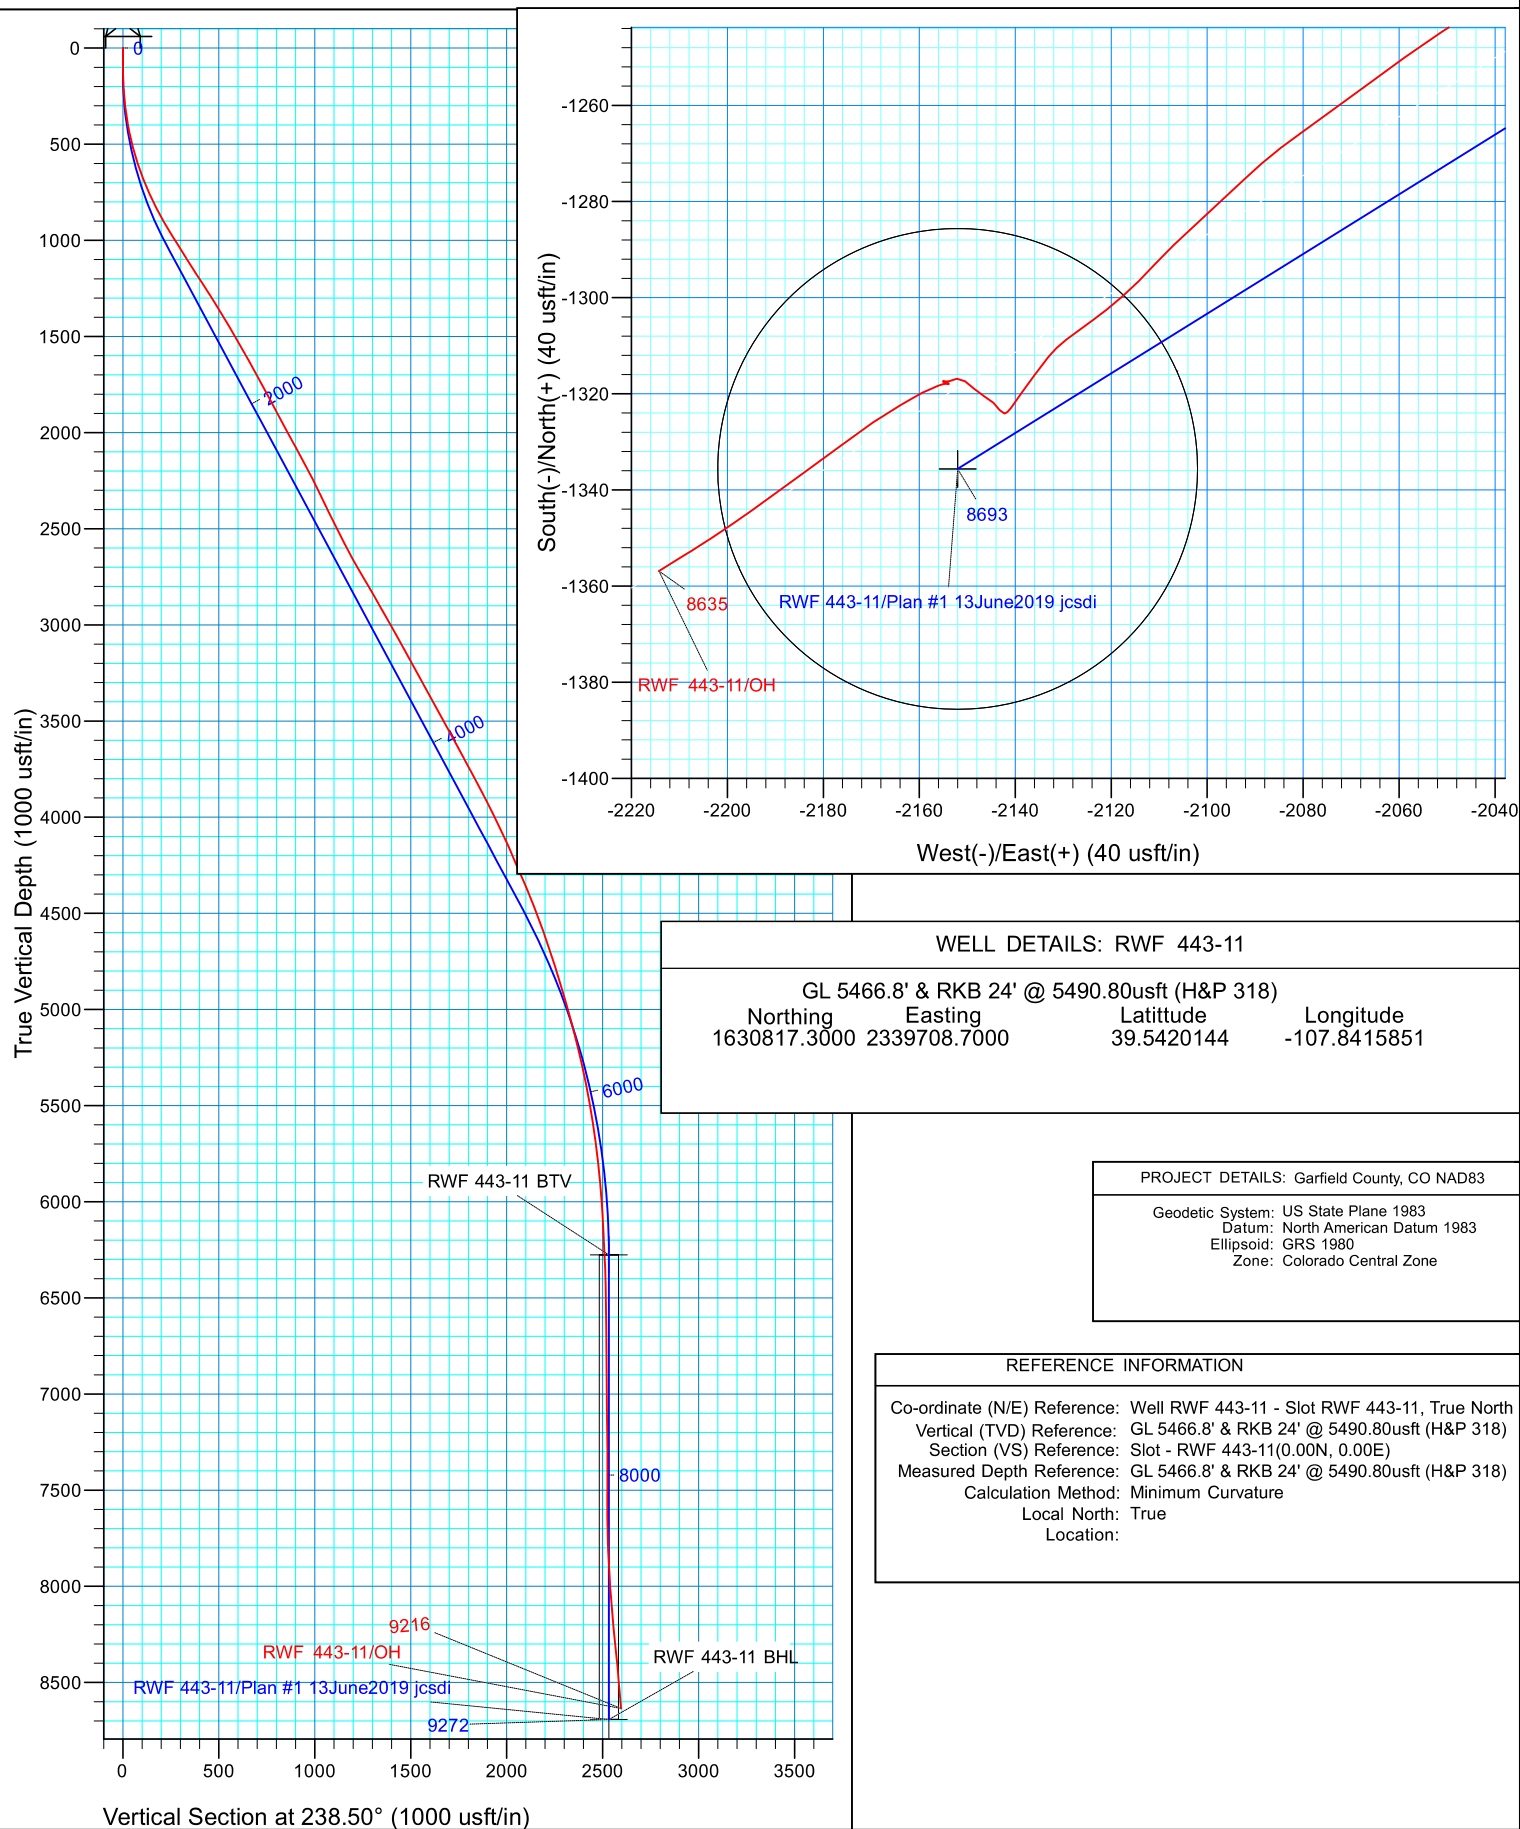 0
500
1000
1500
2000
2500
3000
3500
4000
4500
5000
5500
6000
6500
7000
7500
8000
8500
True Vertical Depth (1000 usft/in)
0
2000
4000
6000
8000
RWF 443-11 BTV
9216
RWF 443-11/OH
RWF 443-11/Plan #1 13June2019 jcsdi
9272
RWF 443-11 BHL
0
500
1000
1500
2000
2500
3000
3500
Vertical Section at 238.50° (1000 usft/in)
-1260
-1280
-1300
-1320
-1340
-1360
-1380
-1400
South(-)/North(+) (40 usft/in)
8693
RWF 443-11/Plan #1 13June2019 jcsdi
8635
RWF 443-11/OH
-2220
-2200
-2180
-2160
-2140
-2120
-2100
-2080
-2060
-2040
West(-)/East(+) (40 usft/in)
WELL DETAILS: RWF 443-11
GL 5466.8' & RKB 24' @ 5490.80usft (H&P 318)
Northing Easting Latittude Longitude
1630817.3000 2339708.7000 39.5420144 -107.8415851
PROJECT DETAILS: Garfield County, CO NAD83
Geodetic System: US State Plane 1983
Datum: North American Datum 1983
Ellipsoid: GRS 1980
Zone: Colorado Central Zone
REFERENCE INFORMATION
Co-ordinate (N/E) Reference: Well RWF 443-11 - Slot RWF 443-11, True North
Vertical (TVD) Reference: GL 5466.8' & RKB 24' @ 5490.80usft (H&P 318)
Section (VS) Reference: Slot - RWF 443-11(0.00N, 0.00E)
Measured Depth Reference: GL 5466.8' & RKB 24' @ 5490.80usft (H&P 318)
Calculation Method: Minimum Curvature
Local North: True
Location: